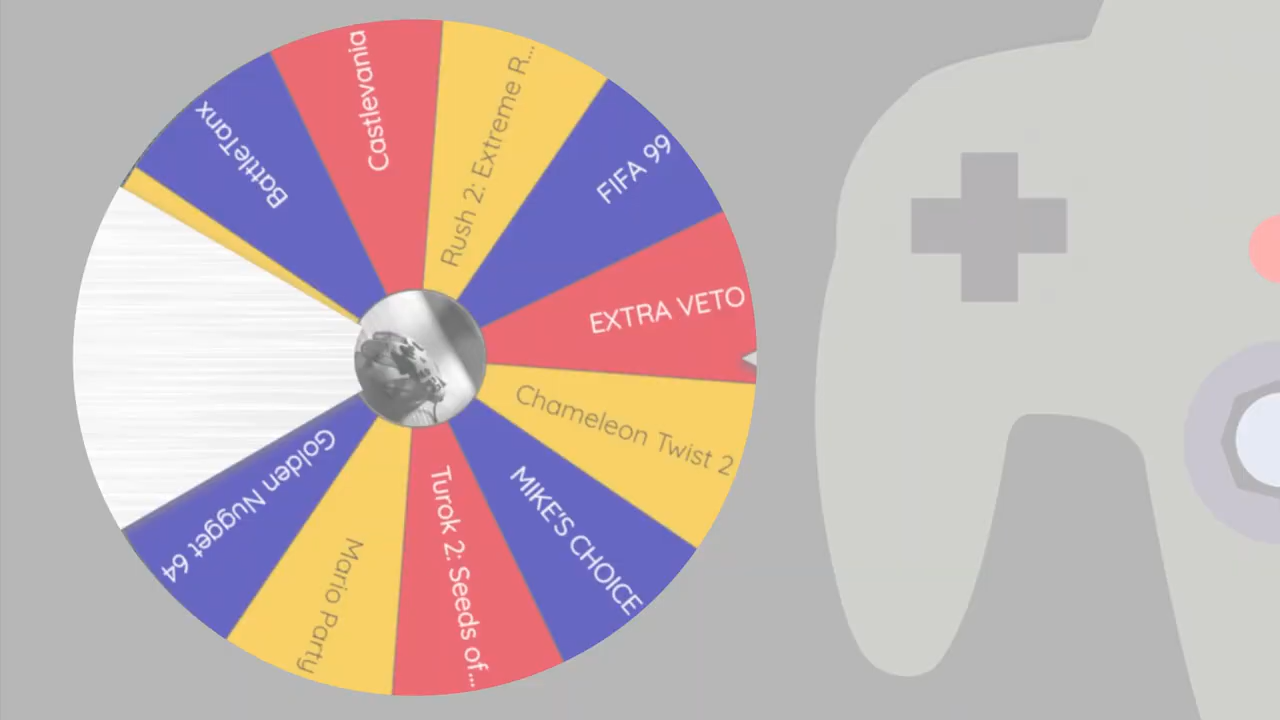 BattleTanx
Castlevania
Rush 2: Extreme R...
FIFA 99
EXTRA VETO
Chameleon Twist 2
MIKE'S CHOICE
Turok 2: Seeds of...
Mario Party
Golden Nugget 64